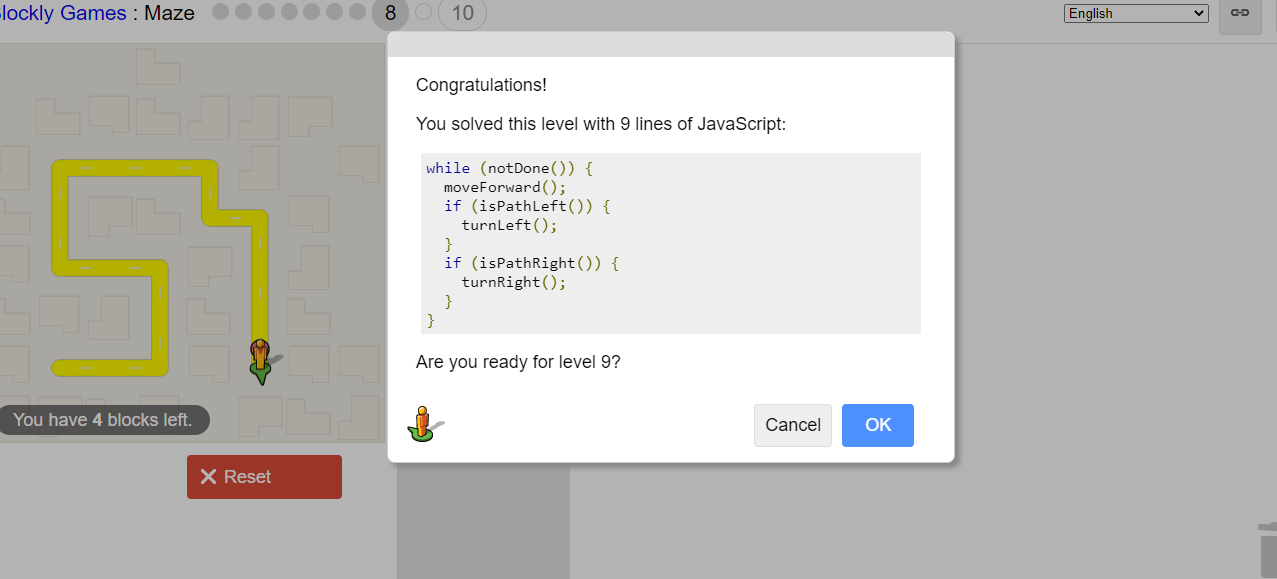 lockly Games : Maze 8 10 English
Congratulations!
You solved this level with 9 lines of JavaScript:
while (notDone()) {
  moveForward();
  if (isPathLeft()) {
    turnLeft();
  }
  if (isPathRight()) {
    turnRight();
  }
}
Are you ready for level 9?
You have 4 blocks left.
Cancel OK
Reset